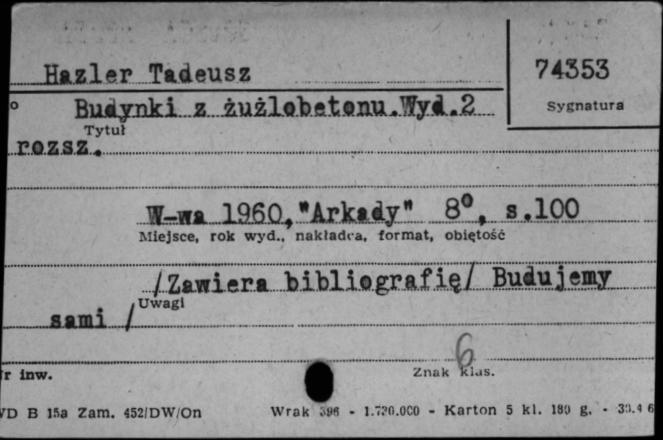 Hazler Tadeusz
74353
Sygnatura
° Budynki z żużlobetonu.Wyd.2
Tytuł
rozsz.
W-wa 1960,"Arkady" 8°, s.100
Miejsce, rok wyd., nakładca, format, objętość
/Zawiera bibliografię/ Budujemy
Uwagi
sami /
6
r inw.
Znak klas.
WD B 15a Zam. 452/DW/On Wrak 396 - 1.720.000 - Karton 5 kl. 180 g. -